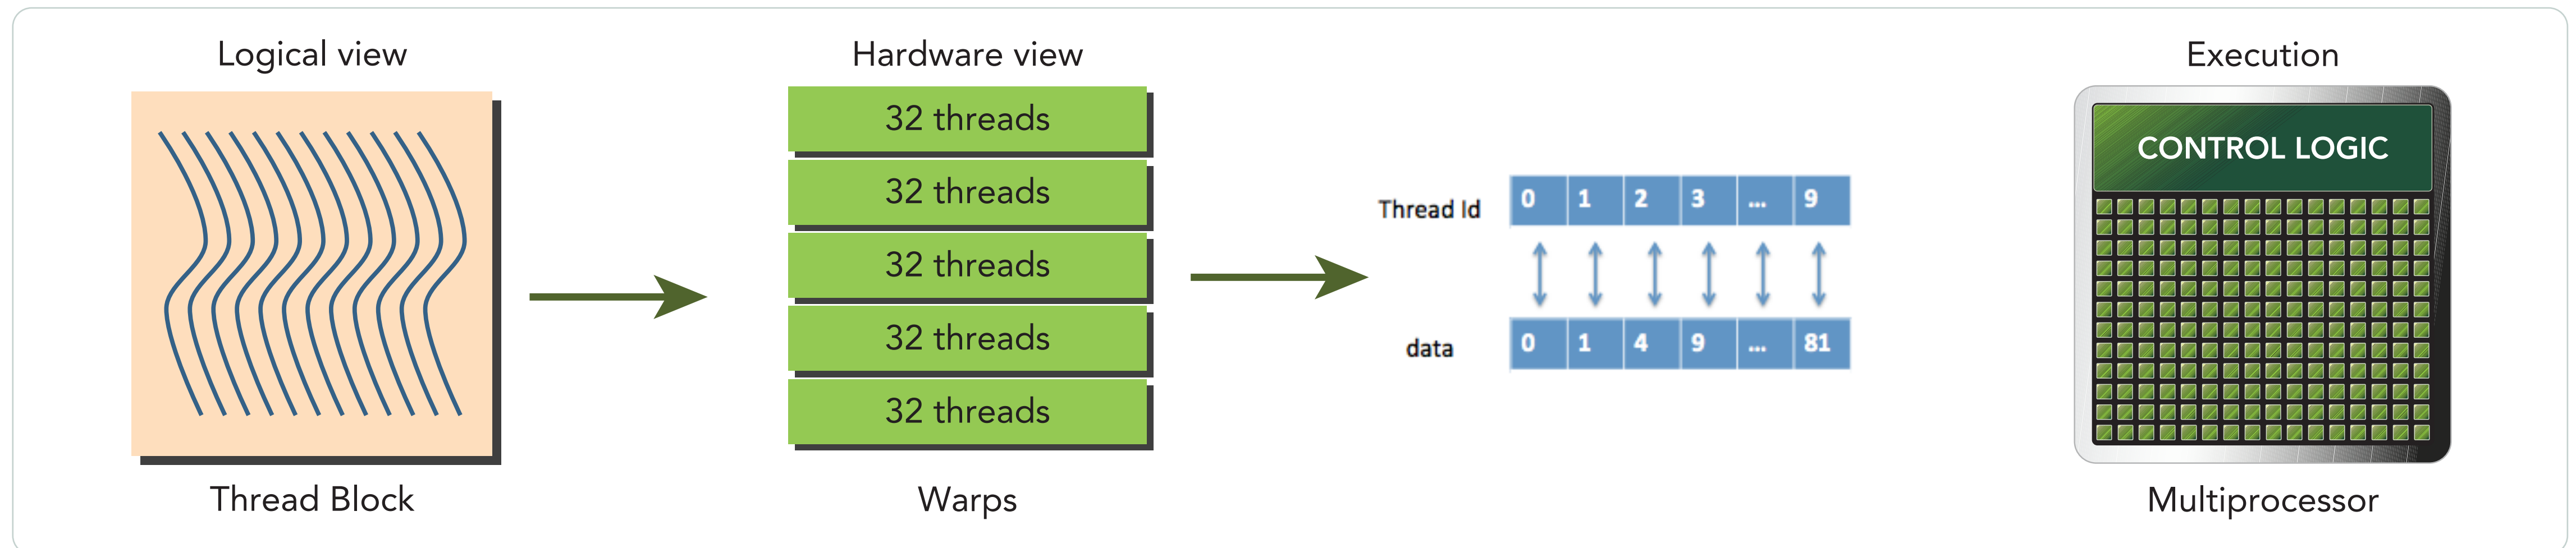 Logical view
Thread Block
Hardware view
32 threads
32 threads
32 threads
32 threads
32 threads
Warps
Thread Id 0 1 2 3 ... 9
data 0 1 4 9 ... 81
Execution
CONTROL LOGIC
Multiprocessor